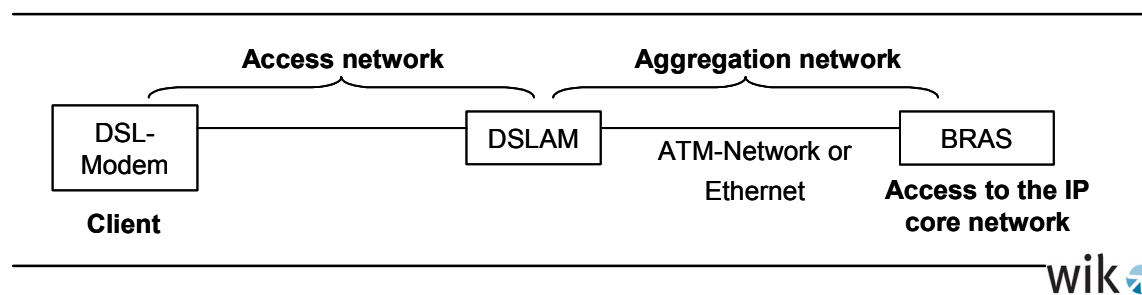 Access network
Aggregation network
DSL-
Modem
DSLAM
BRAS
ATM-Network or
Ethernet
Client
Access to the IP
core network
wik